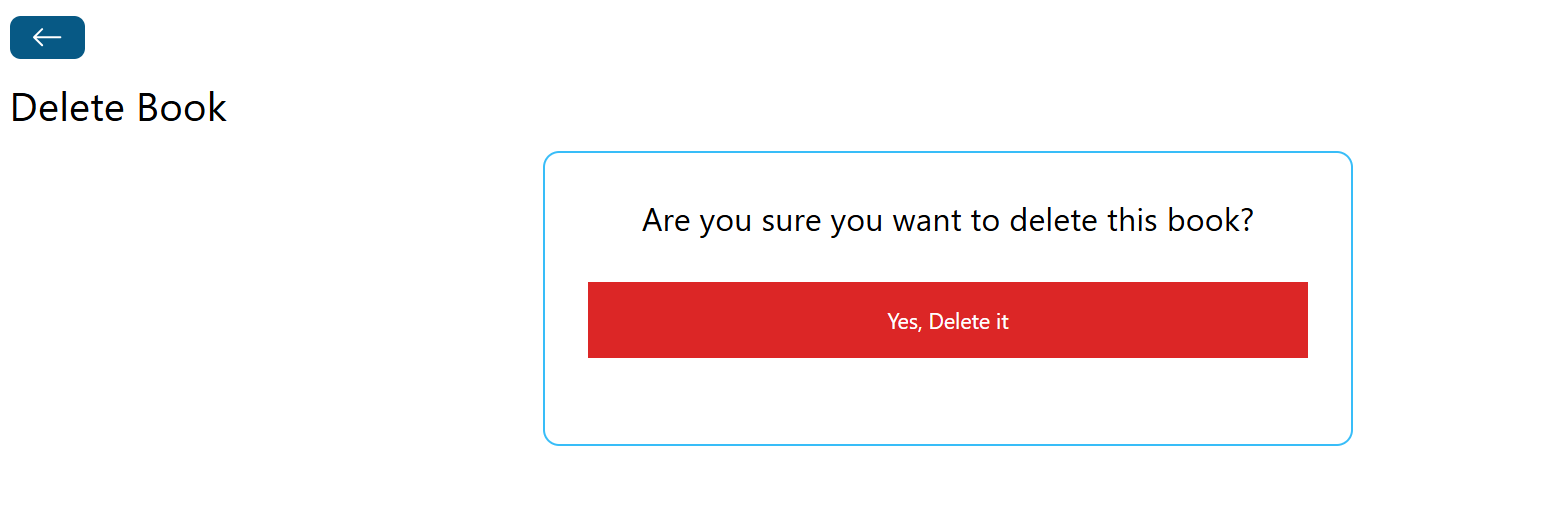 Delete Book
Are you sure you want to delete this book?
Yes, Delete it